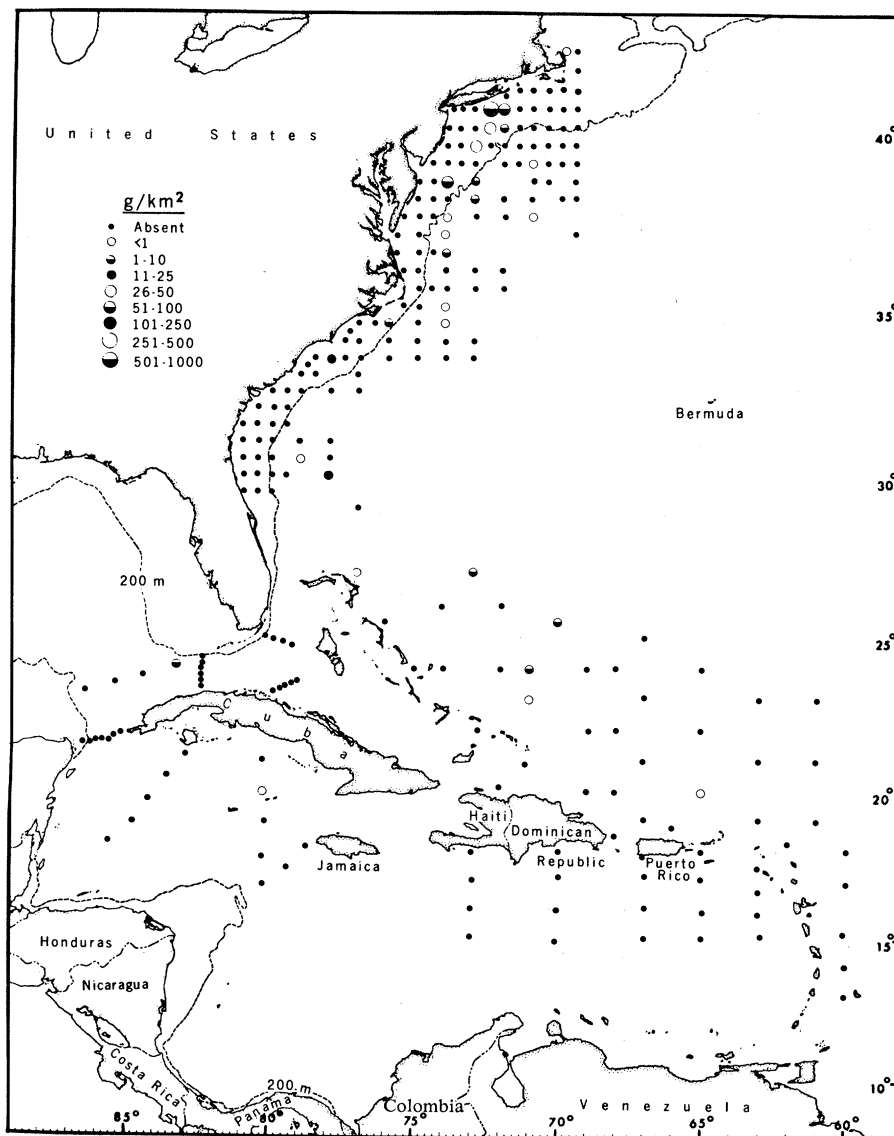 United States
40°
g/km²
Absent
<1
1-10
11-25
26-50
51-100
101-250
251-500
501-1000
35°
Bermuda
30°
200 m
25°
Cuba
20°
Haiti
Dominican
Republic
Jamaica
Puerto
Rico
Honduras
15°
Nicaragua
Costa Rica
200 m
10°
Panama
Colombia
Venezuela
85°
80°
70°
65°
60°